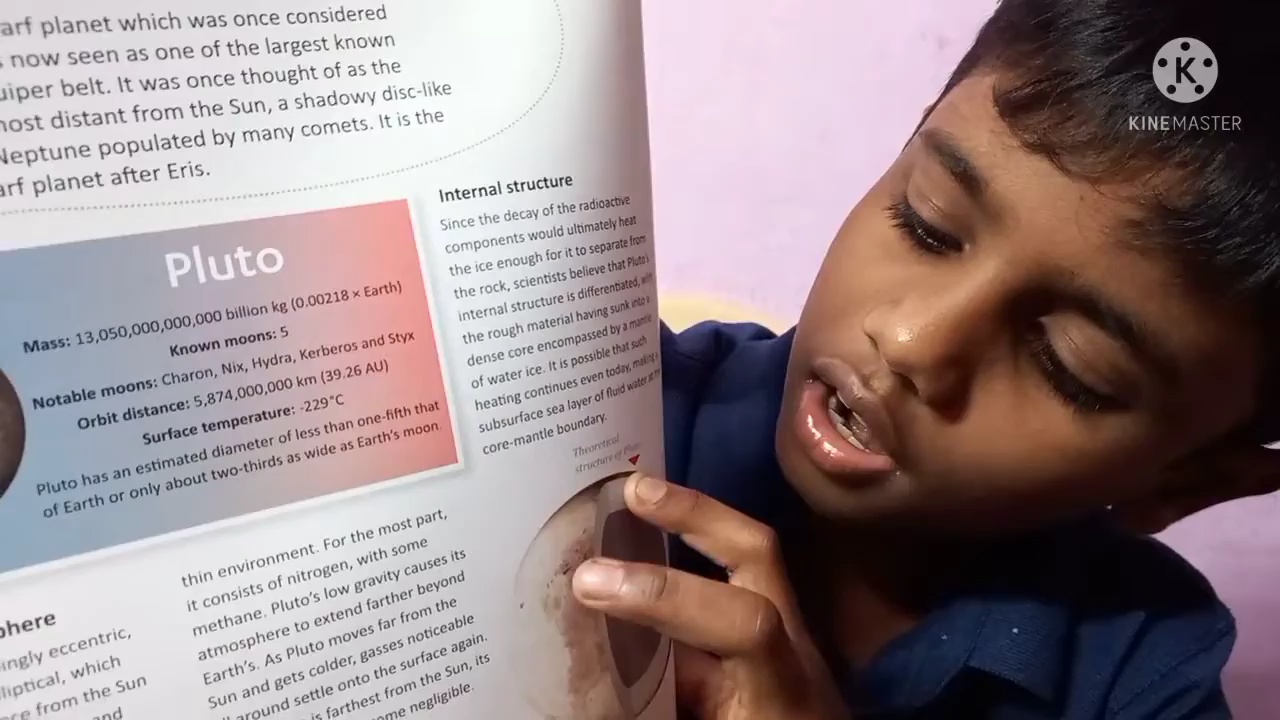 arf planet which was once considered
now seen as one of the largest known
uiper belt. It was once thought of as the
most distant from the Sun, a shadowy disc-like
Neptune populated by many comets. It is the
arf planet after Eris.
Pluto
Mass: 13,050,000,000,000 billion kg (0.00218 × Earth)
Known moons: 5
Notable moons: Charon, Nix, Hydra, Kerberos and Styx
Orbit distance: 5,874,000,000 km (39.26 AU)
Surface temperature: -229°C
Pluto has an estimated diameter of less than one-fifth that
of Earth or only about two-thirds as wide as Earth's moon.
Internal structure
Since the decay of the radioactive
components would ultimately heat
the ice enough for it to separate from
the rock, scientists believe that Pluto's
internal structure is differentiated, with
the rough material having sunk into a
dense core encompassed by a mantle
of water ice. It is possible that such
heating continues even today, making a
subsurface sea layer of fluid water at the
core-mantle boundary.
Theoretical
structure of Pluto
phere
ingly eccentric,
liptical, which
ce from the Sun
and
thin environment. For the most part,
it consists of nitrogen, with some
methane. Pluto's low gravity causes its
atmosphere to extend farther beyond
Earth's. As Pluto moves far from the
Sun and gets colder, gasses noticeable
all around settle onto the surface again.
is farthest from the Sun, its
ome negligible.
K
KINEMASTER